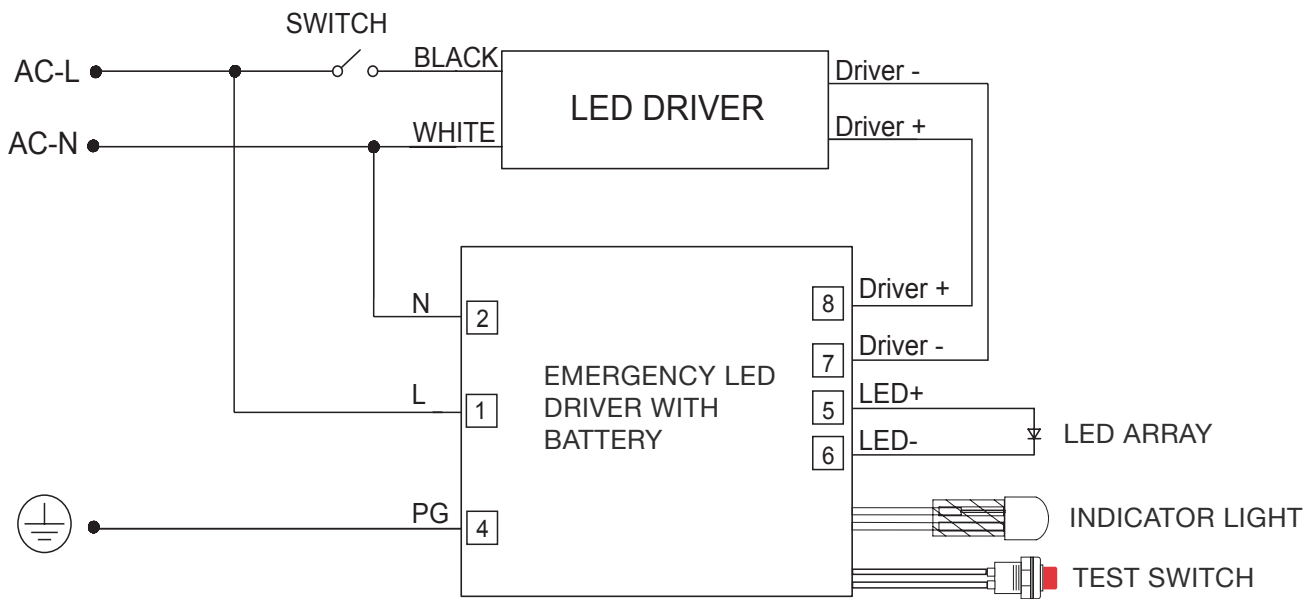 SWITCH
AC-L
BLACK
LED DRIVER
Driver -
AC-N
WHITE
Driver +
N
2
8
Driver +
7
Driver -
EMERGENCY LED
DRIVER WITH
BATTERY
L
1
5
LED+
6
LED-
LED ARRAY
PG
4
INDICATOR LIGHT
TEST SWITCH